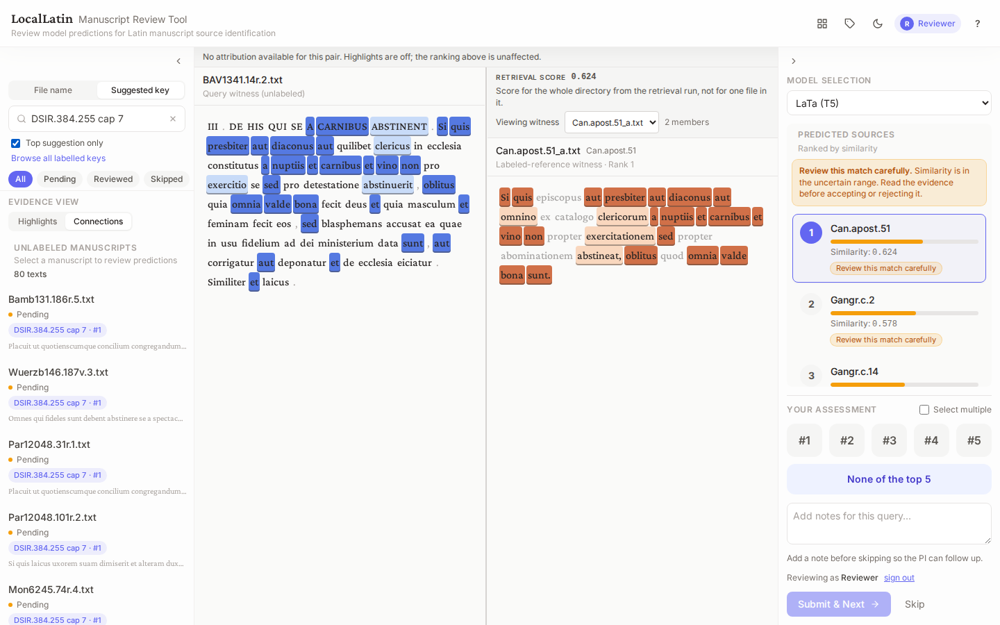 LocalLatin Manuscript Review Tool
Review model predictions for Latin manuscript source identification
R Reviewer ?
File name Suggested key
DSIR.384.255 cap 7 ×
Top suggestion only
Browse all labelled keys
All Pending Reviewed Skipped
EVIDENCE VIEW
Highlights Connections
UNLABELED MANUSCRIPTS
Select a manuscript to review predictions
80 texts
Bamb131.186r.5.txt
Pending
DSIR.384.255 cap 7 · #1
Placuit ut quotienscumque concilium congregandum...
Wuerzb146.187v.3.txt
Pending
DSIR.384.255 cap 7 · #1
Omnes qui fideles sunt debent abstinere se a spectac...
Par12048.31r.1.txt
Pending
DSIR.384.255 cap 7 · #1
Placuit ut quotienscumque concilium congregandum...
Par12048.101r.2.txt
Pending
DSIR.384.255 cap 7 · #1
Si quis laicus uxorem suam dimiserit et alteram dus...
Mon6245.74r.4.txt
Pending
DSIR.384.255 cap 7 · #1
No attribution available for this pair. Highlights are off; the ranking above is unaffected.
BAV1341.14r.2.txt
Query witness (unlabeled)
III . DE HIS QUI SE A CARNIBUS ABSTINENT . Si quis
presbiter aut diaconus aut quilibet clericus in ecclesia
constitutus a nuptiis et carnibus et vino non pro
exercitio se sed pro detestatione abstinuerit , oblitus
quia omnia valde bona fecit deus et quia masculum et
feminam fecit eos , sed blasphemans accusat ea quae
in usu fidelium ad dei ministerium data sunt , aut
corrigatur aut deponatur et de ecclesia eiciatur .
Similiter et laicus .
RETRIEVAL SCORE 0.624
Score for the whole directory from the retrieval run, not for one file in
it.
Viewing witness Can.apost.51_a.txt 2 members
Can.apost.51_a.txt Can.apost.51
Labeled-reference witness · Rank 1
Si quis episcopus aut presbiter aut diaconus aut
omnino ex catalogo clericorum a nuptiis et carnibus et
vino non propter exercitationem sed propter
abominationem abstineat, oblitus quod omnia valde
bona sunt.
MODEL SELECTION
LaTa (T5)
PREDICTED SOURCES
Ranked by similarity
Review this match carefully. Similarity is in
the uncertain range. Read the evidence
before accepting or rejecting it.
1 Can.apost.51
Similarity: 0.624
Review this match carefully
2 Gangr.c.2
Similarity: 0.578
Review this match carefully
3 Gangr.c.14
YOUR ASSESSMENT Select multiple
#1 #2 #3 #4 #5
None of the top 5
Add notes for this query...
Add a note before skipping so the PI can follow up.
Reviewing as Reviewer sign out
Submit & Next → Skip